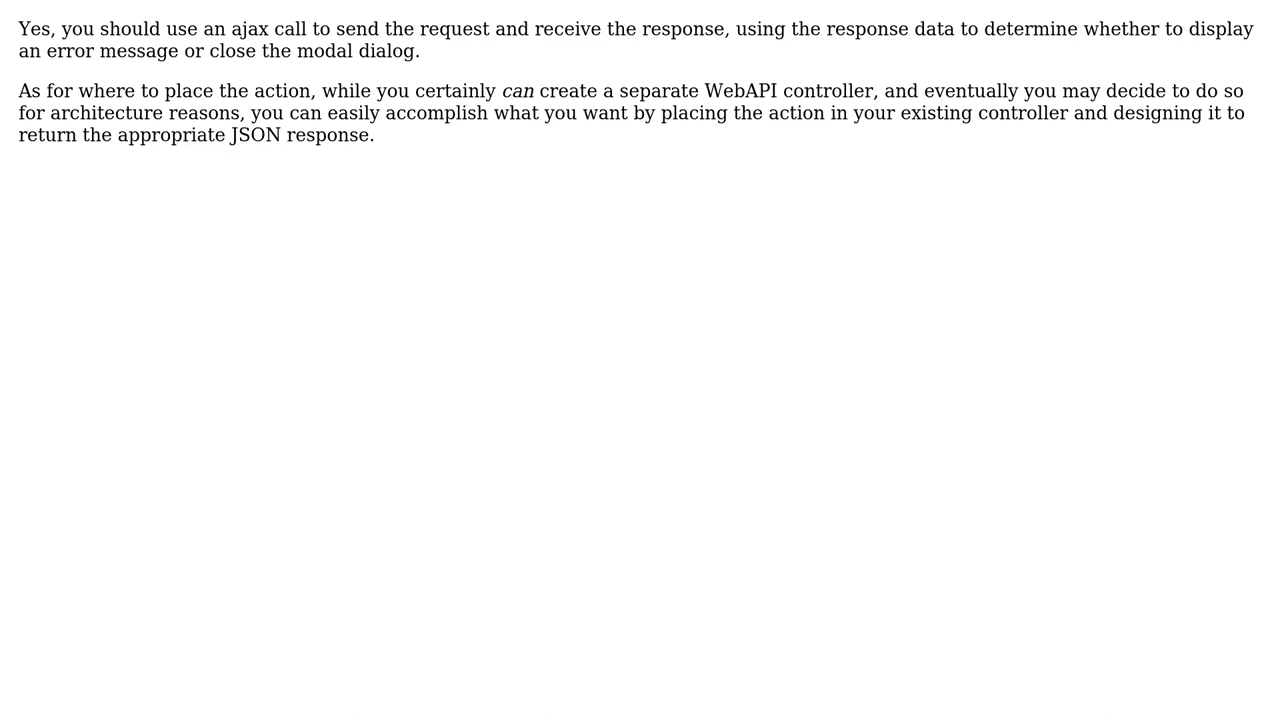 Yes, you should use an ajax call to send the request and receive the response, using the response data to determine whether to display
an error message or close the modal dialog.
As for where to place the action, while you certainly can create a separate WebAPI controller, and eventually you may decide to do so
for architecture reasons, you can easily accomplish what you want by placing the action in your existing controller and designing it to
return the appropriate JSON response.